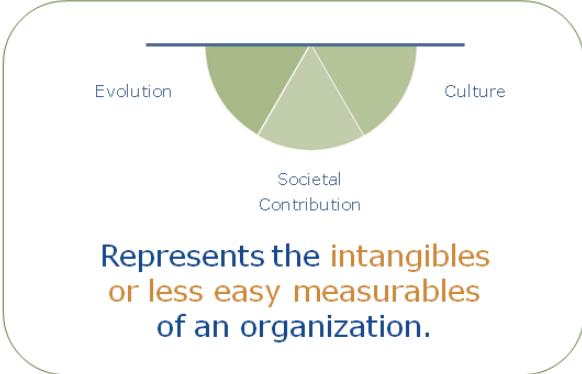 Evolution
Culture
Societal
Contribution
Represents the intangibles
or less easy measurables
of an organization.